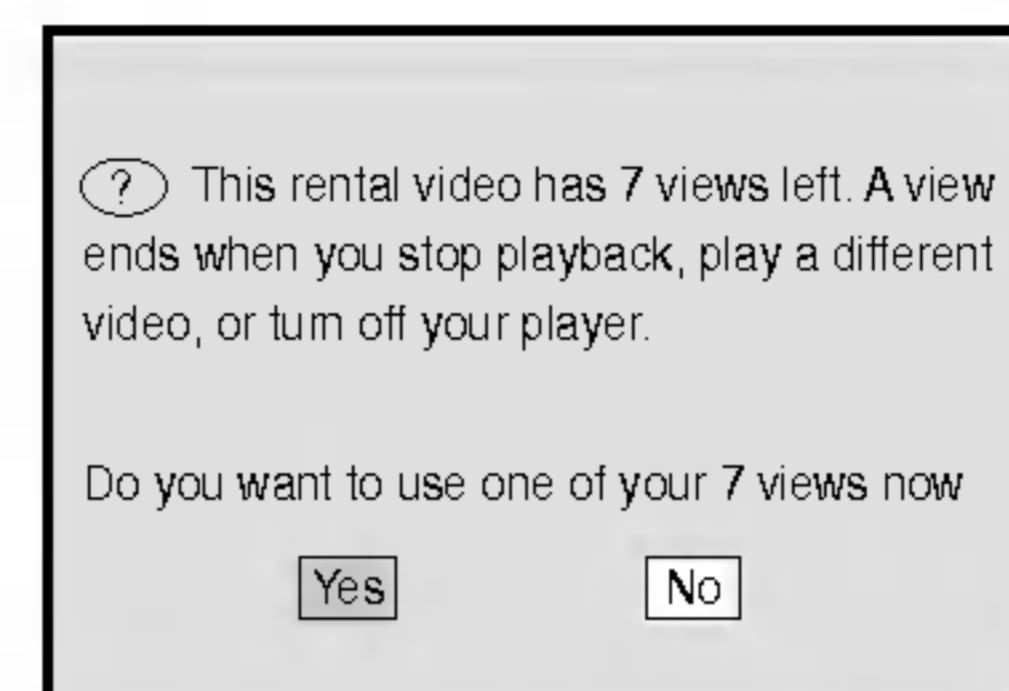 ? This rental video has 7 views left. A view
ends when you stop playback, play a different
video, or turn off your player.
Do you want to use one of your 7 views now
Yes No